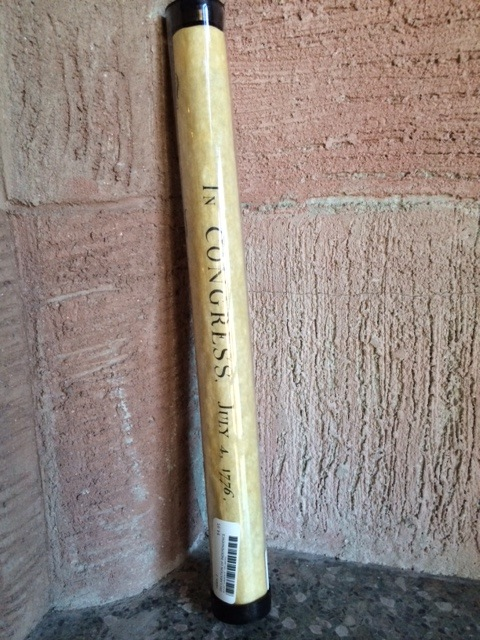 In CONGRESS, July 4, 1776,